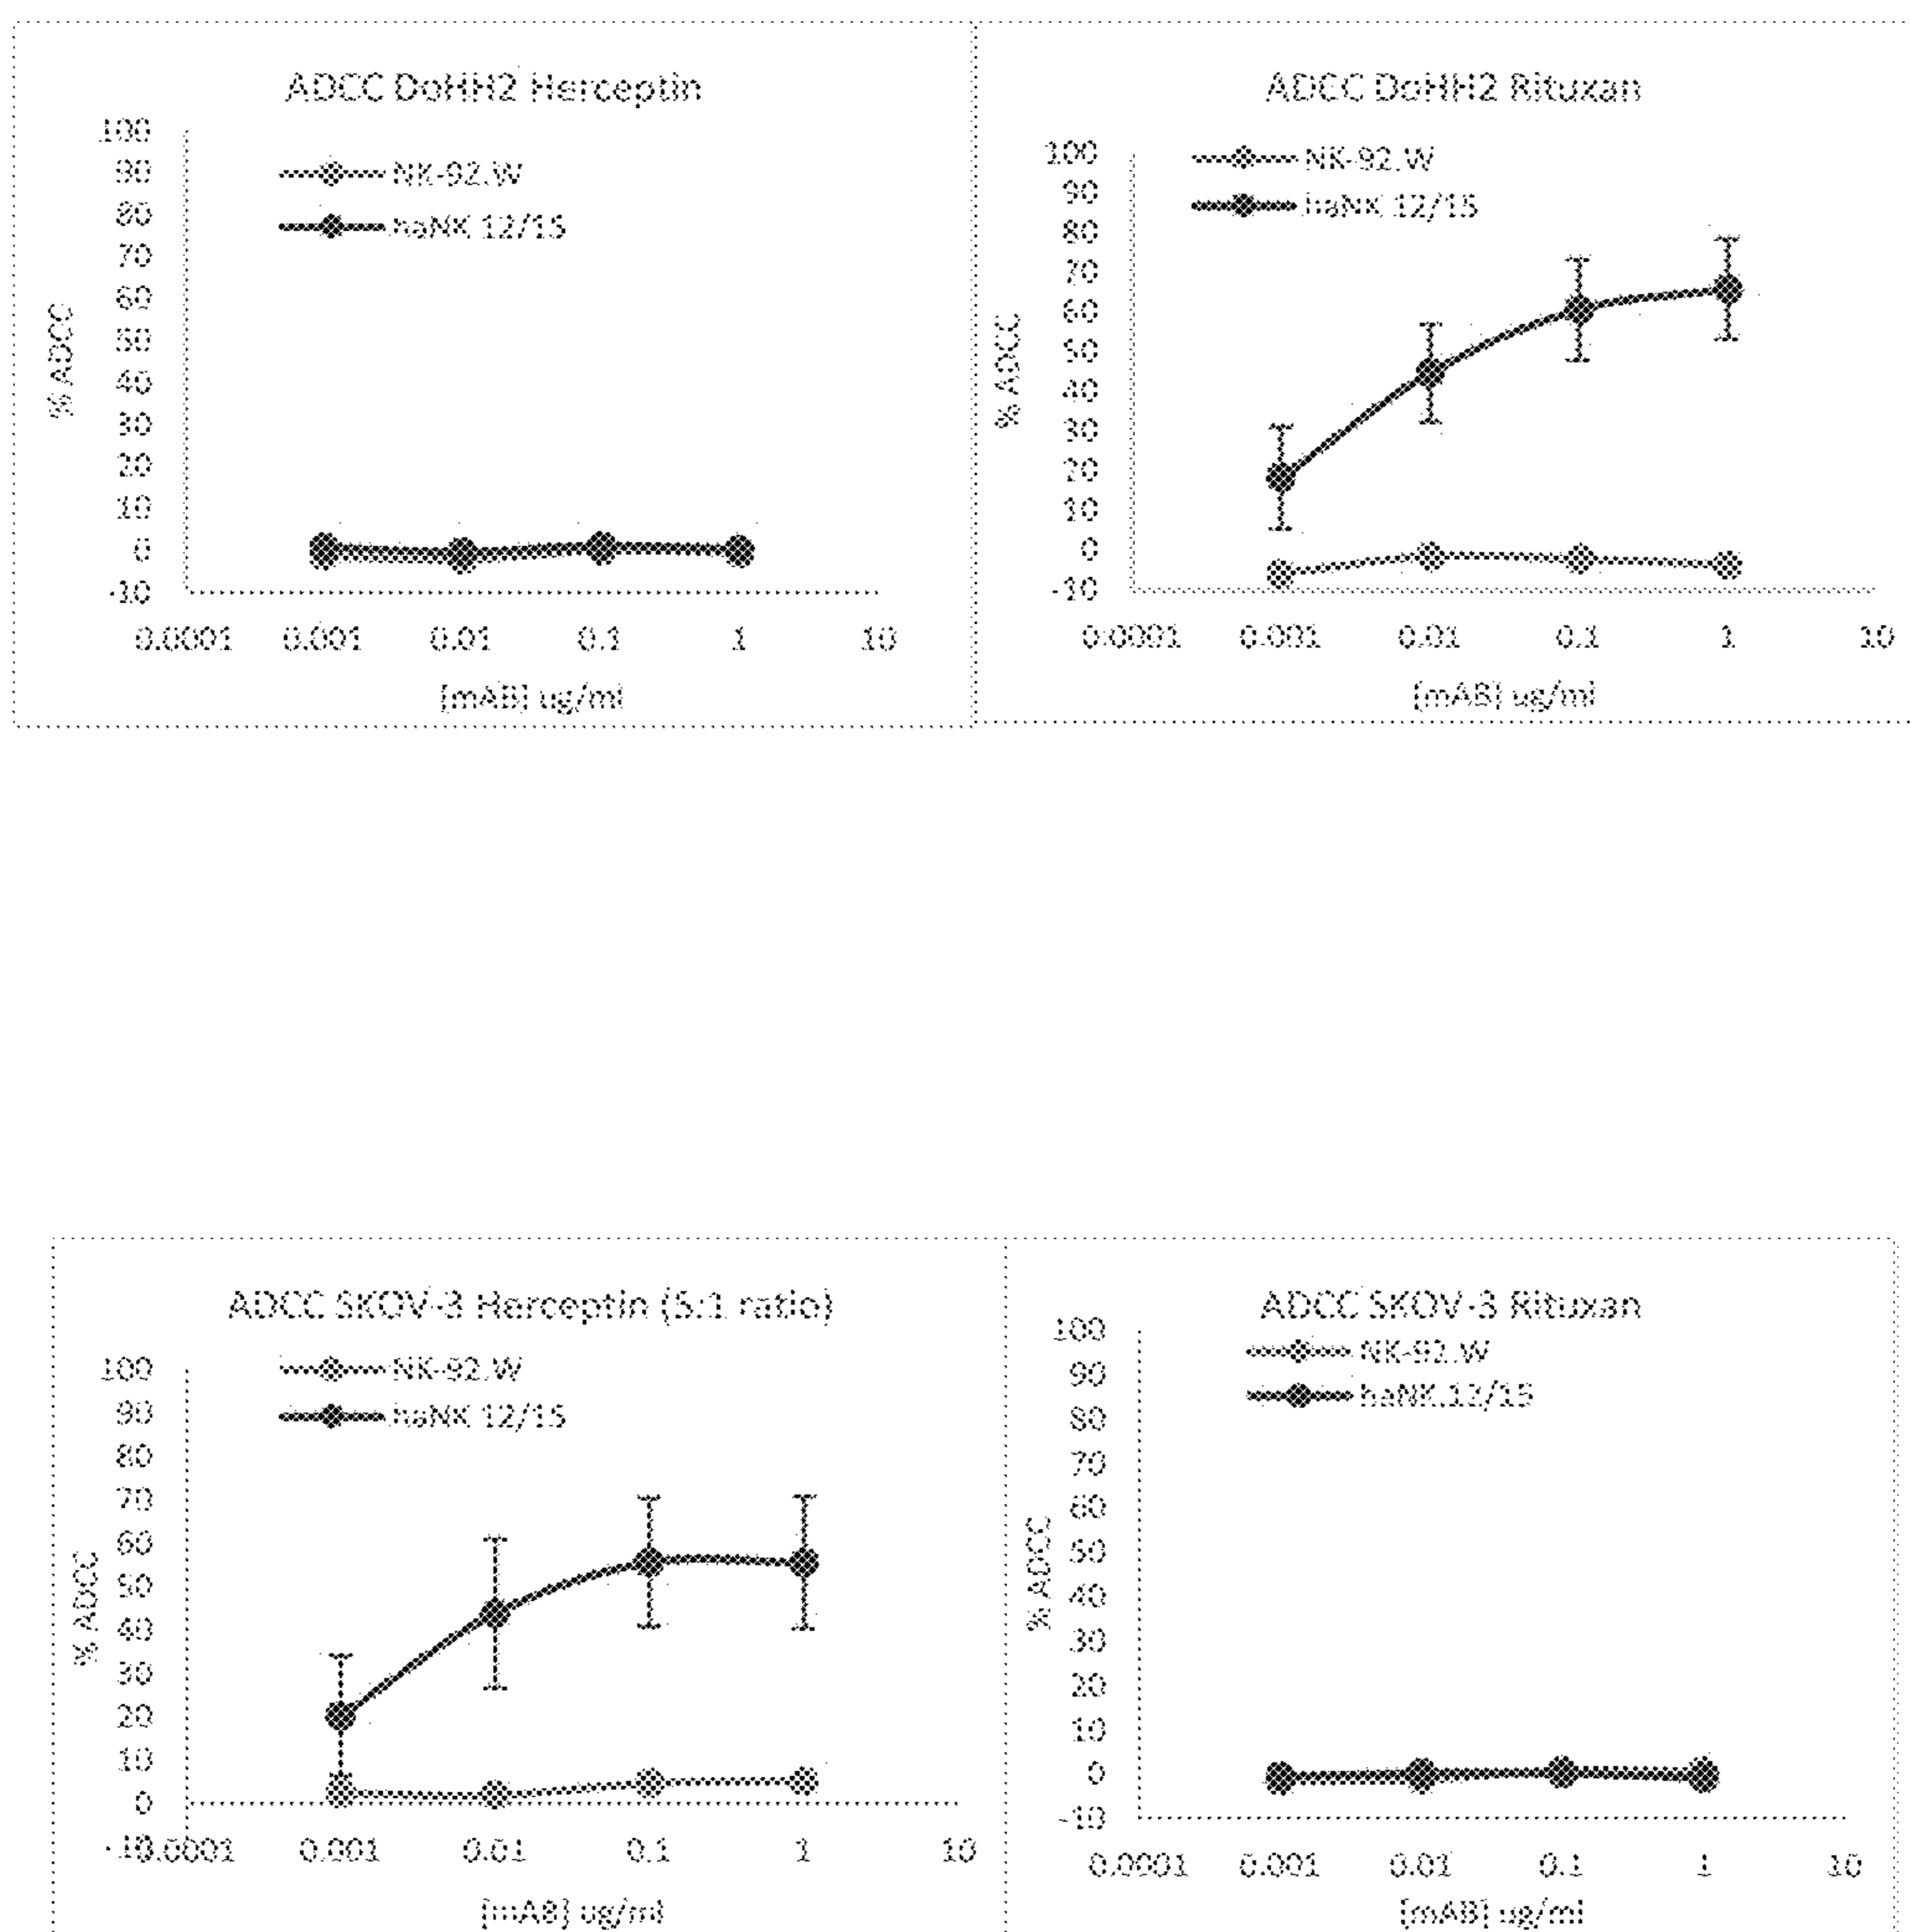 ADCC DoHH2 Herceptin
NK-92.W
haNK 12/15
% ADCC
100
90
80
70
60
50
40
30
20
10
0
-10
0.0001 0.001 0.01 0.1 1 10
[mAB] ug/ml
ADCC DoHH2 Rituxan
NK-92.W
haNK 12/15
% ADCC
100
90
80
70
60
50
40
30
20
10
0
-10
0.0001 0.001 0.01 0.1 1 10
[mAB] ug/ml
ADCC SKOV-3 Herceptin (5:1 ratio)
NK-92.W
haNK 12/15
% ADCC
100
90
80
70
60
50
40
30
20
10
0
-10
0.0001 0.001 0.01 0.1 1 10
[mAB] ug/ml
ADCC SKOV-3 Rituxan
NK-92.W
haNK.12/15
% ADCC
100
90
80
70
60
50
40
30
20
10
0
-10
0.0001 0.001 0.01 0.1 1 10
[mAB] ug/ml